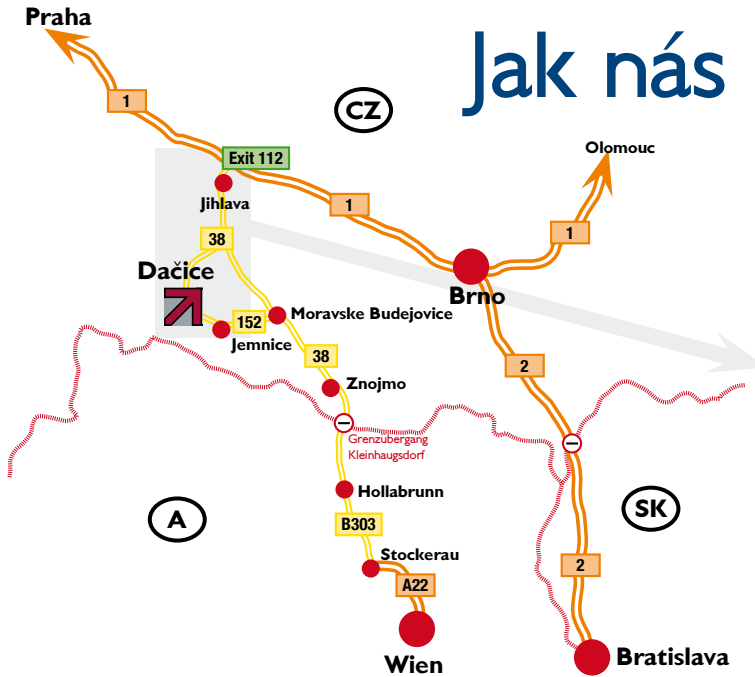 Praha
Jak nás
1
CZ
Olomouc
Exit 112
Jihlava
1
1
38
Dačice
Brno
152
Moravske Budejovice
Jemnice
38
2
Znojmo
Grenzübergang
Kleinhaugsdorf
Hollabrunn
A
SK
B303
Stockerau
2
A22
Wien
Bratislava